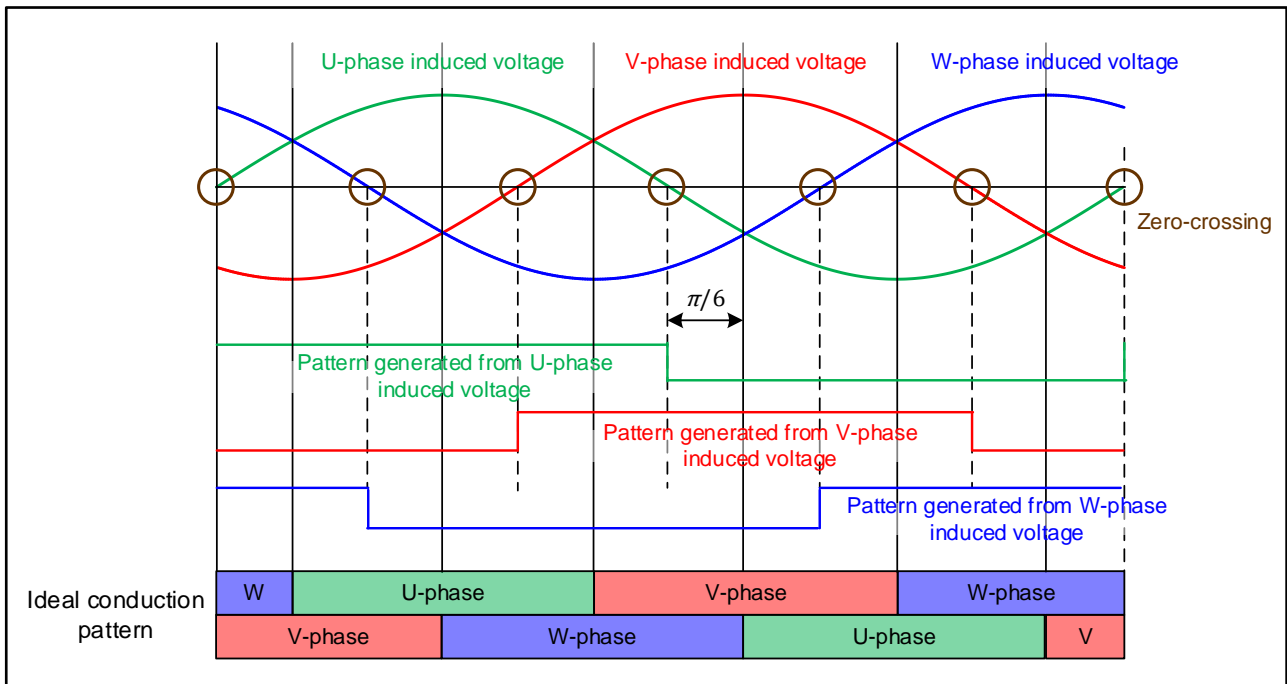 U-phase induced voltage
V-phase induced voltage
W-phase induced voltage
Zero-crossing
π/6
Pattern generated from U-phase
induced voltage
Pattern generated from V-phase
induced voltage
Pattern generated from W-phase
induced voltage
Ideal conduction
pattern
W
U-phase
V-phase
W-phase
V-phase
W-phase
U-phase
V